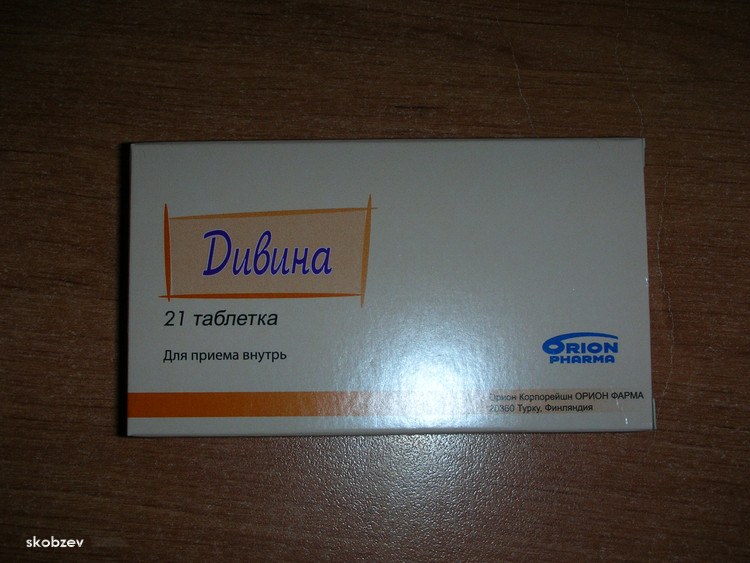 Дивина
21 таблетка
Для приема внутрь
ORION
PHARMA
Орион Корпорейшн ОРИОН ФАРМА
20360 Турку, Финляндия
skobzev